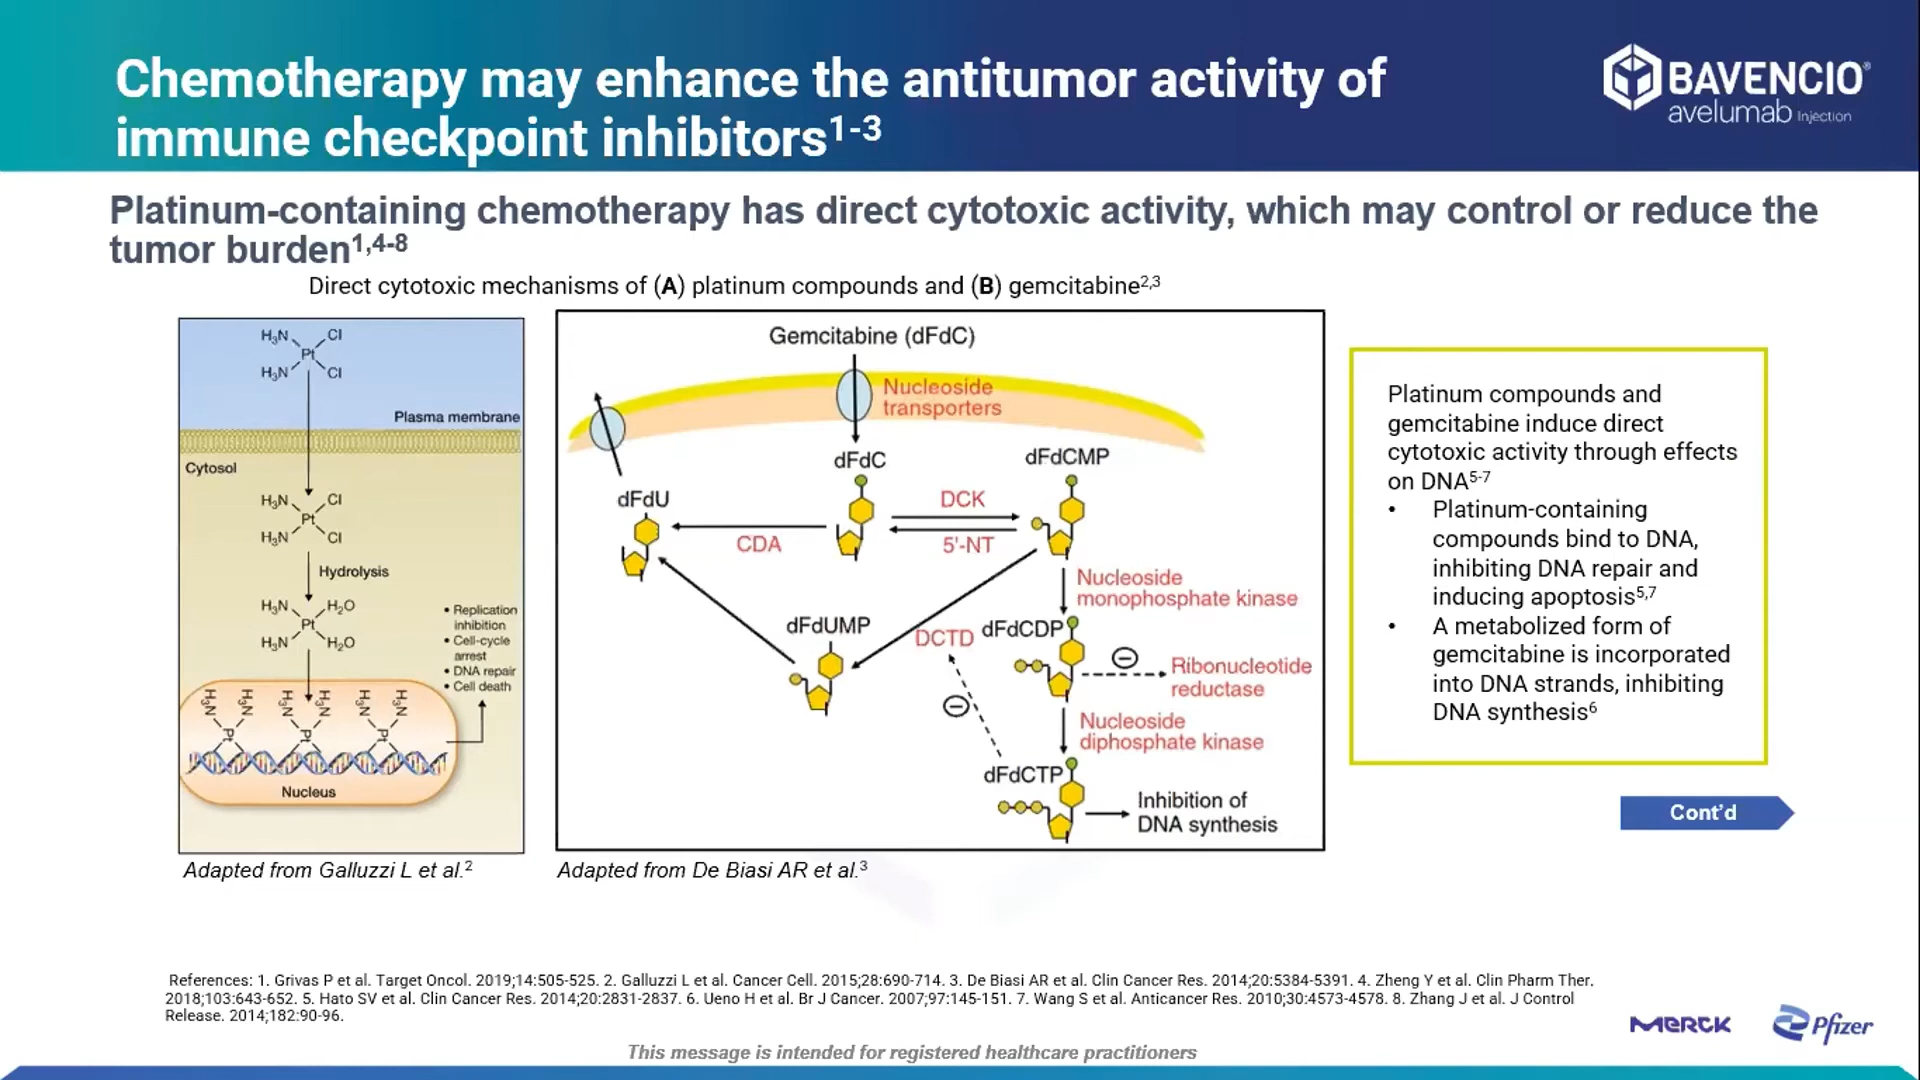 Chemotherapy may enhance the antitumor activity of
immune checkpoint inhibitors1-3
BAVENCIO®
avelumab Injection
Platinum-containing chemotherapy has direct cytotoxic activity, which may control or reduce the
tumor burden1,4-8
Direct cytotoxic mechanisms of (A) platinum compounds and (B) gemcitabine2,3
H₃N Cl
Pt
H₃N Cl
Plasma membrane
Cytosol
H₃N Cl
Pt
H₃N Cl
Hydrolysis
H₃N H₂O
Pt
H₃N H₂O
• Replication
inhibition
• Cell-cycle
arrest
• DNA repair
• Cell death
H₃N H₃N H₃N H₃N H₃N H₃N
Pt Pt Pt
Nucleus
Adapted from Galluzzi L et al.2
Gemcitabine (dFdC)
Nucleoside
transporters
dFdC
dFdCMP
dFdU
DCK
CDA
5'-NT
Nucleoside
monophosphate kinase
dFdUMP
DCTD
dFdCDP
Ribonucleotide
reductase
Nucleoside
diphosphate kinase
dFdCTP
Inhibition of
DNA synthesis
Adapted from De Biasi AR et al.3
Platinum compounds and
gemcitabine induce direct
cytotoxic activity through effects
on DNA5-7
• Platinum-containing
compounds bind to DNA,
inhibiting DNA repair and
inducing apoptosis5,7
• A metabolized form of
gemcitabine is incorporated
into DNA strands, inhibiting
DNA synthesis6
Cont'd
References: 1. Grivas P et al. Target Oncol. 2019;14:505-525. 2. Galluzzi L et al. Cancer Cell. 2015;28:690-714. 3. De Biasi AR et al. Clin Cancer Res. 2014;20:5384-5391. 4. Zheng Y et al. Clin Pharm Ther.
2018;103:643-652. 5. Hato SV et al. Clin Cancer Res. 2014;20:2831-2837. 6. Ueno H et al. Br J Cancer. 2007;97:145-151. 7. Wang S et al. Anticancer Res. 2010;30:4573-4578. 8. Zhang J et al. J Control
Release. 2014;182:90-96.
MERCK
Pfizer
This message is intended for registered healthcare practitioners